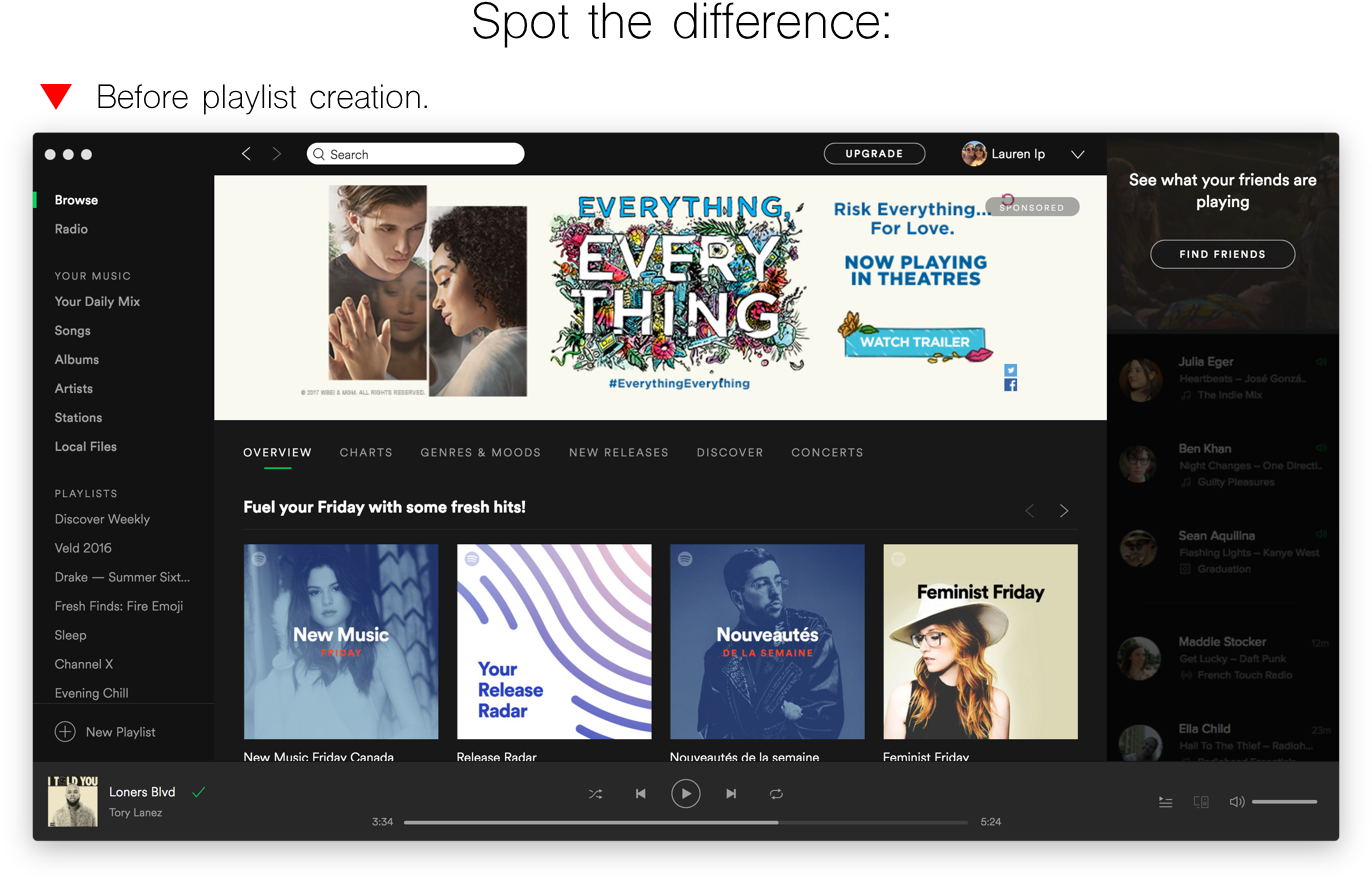 Spot the difference:
Before playlist creation.
Search
UPGRADE
Lauren Ip
Browse
Radio
YOUR MUSIC
Your Daily Mix
Songs
Albums
Artists
Stations
Local Files
PLAYLISTS
Discover Weekly
Veld 2016
Drake — Summer Sixt...
Fresh Finds: Fire Emoji
Sleep
Channel X
Evening Chill
New Playlist
EVERYTHING,
EVERY
THING
#EverythingEverything
© 2017 WBEI & MGM. ALL RIGHTS RESERVED.
Risk Everything...
For Love.
SPONSORED
NOW PLAYING
IN THEATRES
WATCH TRAILER
OVERVIEW
CHARTS
GENRES & MOODS
NEW RELEASES
DISCOVER
CONCERTS
Fuel your Friday with some fresh hits!
New Music
FRIDAY
New Music Friday Canada
Your
Release
Radar
Release Radar
Nouveautés
DE LA SEMAINE
Nouveautés de la semaine
Feminist Friday
Feminist Friday
See what your friends are
playing
FIND FRIENDS
Julia Eger
Heartbeats – José Gonzá..
The Indie Mix
Ben Khan
Night Changes – One Directi..
Guilty Pleasures
Sean Aquilina
Flashing Lights – Kanye West
Graduation
Maddie Stocker
12m
Get Lucky – Daft Punk
French Touch Radio
Ella Child
23m
Hail To The Thief – Radioh...
I TOLD YOU
Loners Blvd
Tory Lanez
3:34
5:24